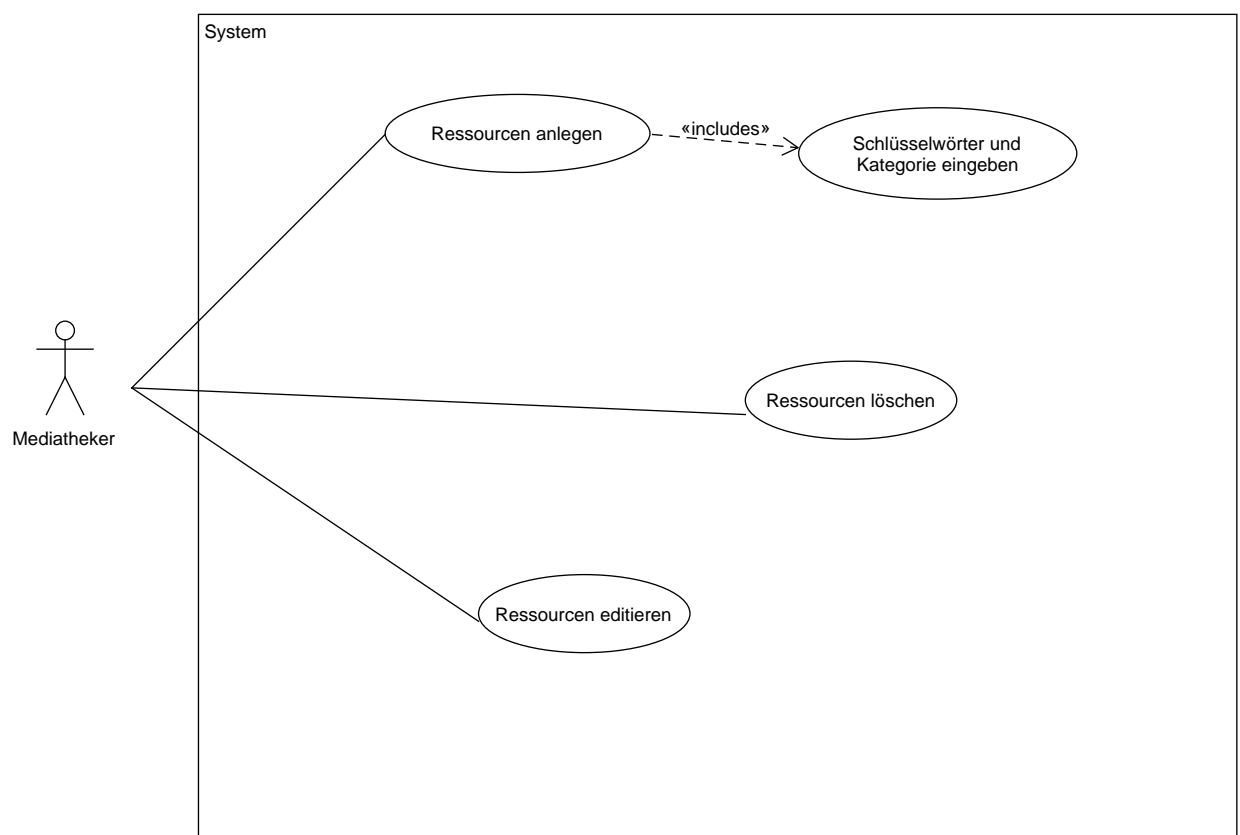 System
Ressourcen anlegen
«includes»
Schlüsselwörter und
Kategorie eingeben
Ressourcen löschen
Mediatheker
Ressourcen editieren